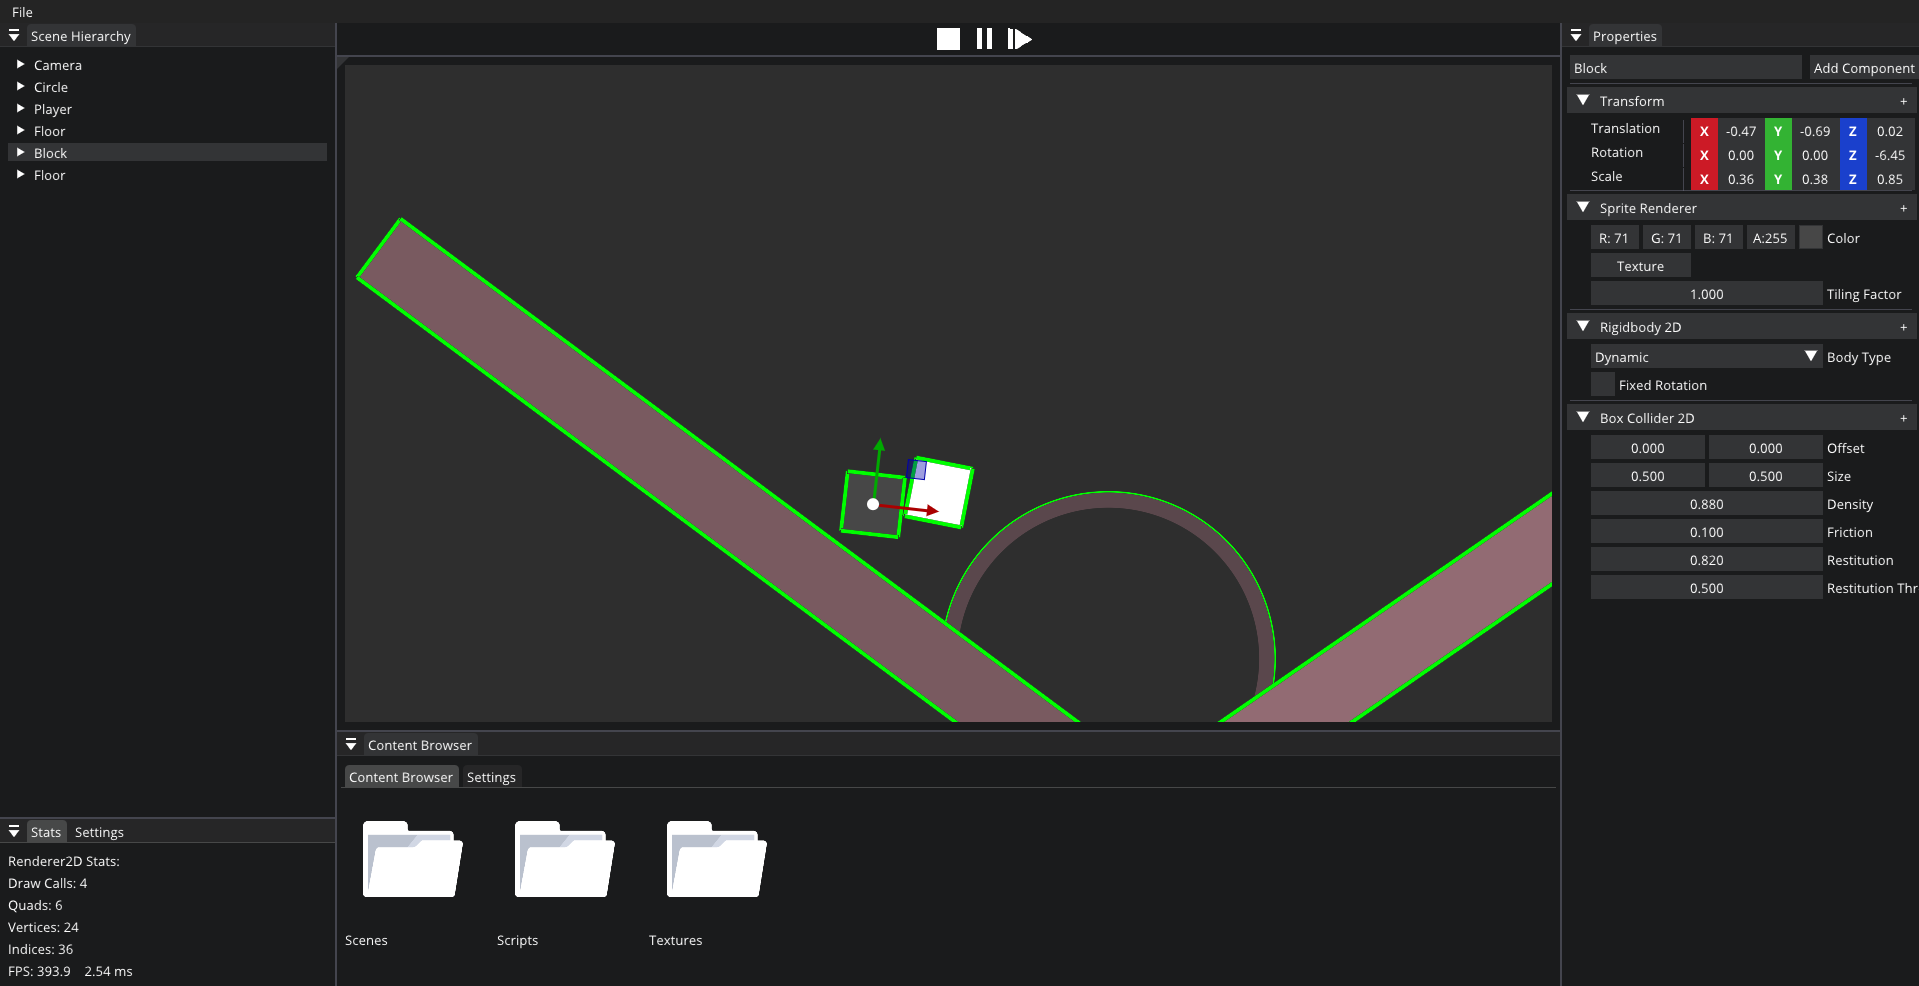 File
Scene Hierarchy
Camera
Circle
Player
Floor
Block
Floor
Stats Settings
Renderer2D Stats:
Draw Calls: 4
Quads: 6
Vertices: 24
Indices: 36
FPS: 393.9 2.54 ms
Content Browser
Content Browser Settings
Scenes Scripts Textures
Properties
Block Add Component
Transform +
Translation X -0.47 Y -0.69 Z 0.02
Rotation X 0.00 Y 0.00 Z -6.45
Scale X 0.36 Y 0.38 Z 0.85
Sprite Renderer +
R: 71 G: 71 B: 71 A:255 Color
Texture
1.000 Tiling Factor
Rigidbody 2D +
Dynamic Body Type
Fixed Rotation
Box Collider 2D +
0.000 0.000 Offset
0.500 0.500 Size
0.880 Density
0.100 Friction
0.820 Restitution
0.500 Restitution Thr